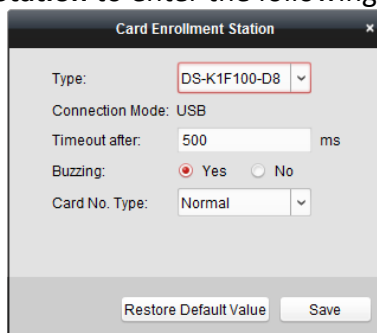 Station to enter the following
Card Enrollment Station ×
Type: DS-K1F100-D8
Connection Mode: USB
Timeout after: 500 ms
Buzzing: Yes No
Card No. Type: Normal
Restore Default Value Save